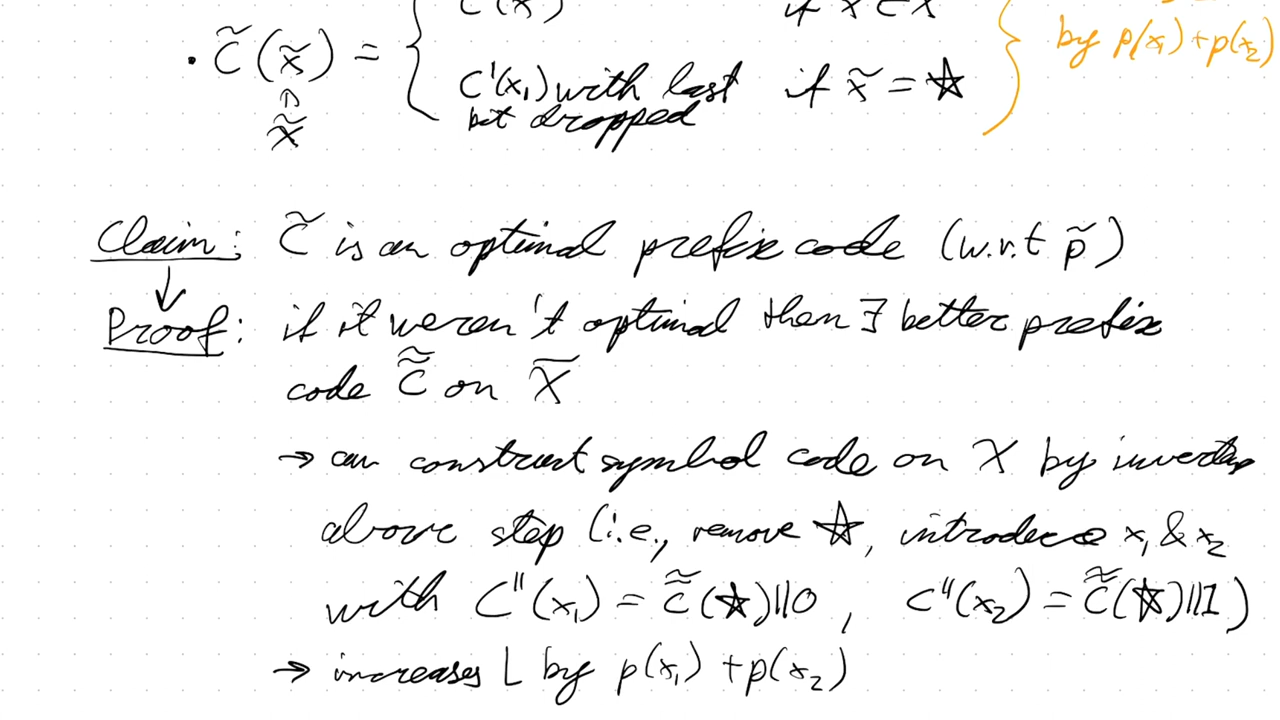 C'(x̃) if x̃ ∈ X
• C̃(x̃) = by p(x₁)+p(x₂)
C'(x₁) with last if x̃ = ☆
↑ bit dropped
X̃
Claim: C̃ is an optimal prefix code (w.r.t p̃)
↓
Proof: if it weren't optimal then ∃ better prefix
code C̃̃ on X̃
→ can construct symbol code on X by inverting
above step (i.e., remove ☆, introduce x₁ & x₂
with C"(x₁) = C̃̃(☆)||0, C"(x₂) = C̃̃(☆)||1)
→ increases L by p(x₁) + p(x₂)